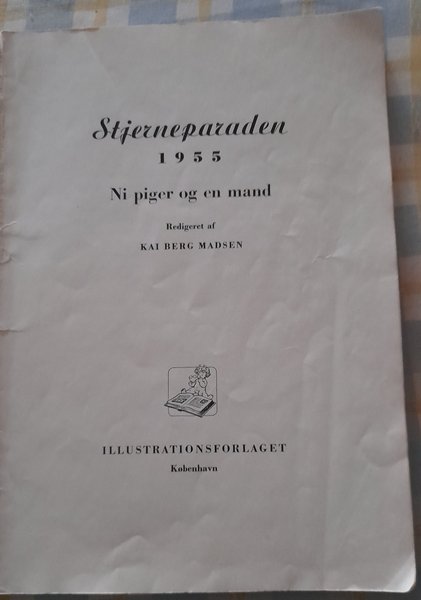 Stjerneparaden
1955
Ni piger og en mand
Redigeret af
KAI BERG MADSEN
ILLUSTRATIONSFORLAGET
København